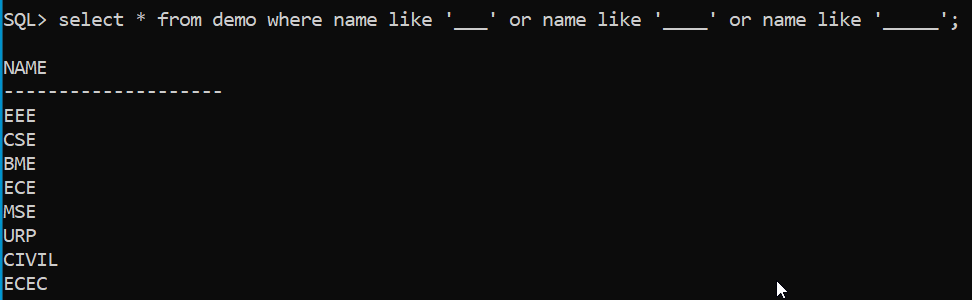 SQL> select * from demo where name like '___' or name like '____' or name like '_____';
NAME
--------------------
EEE
CSE
BME
ECE
MSE
URP
CIVIL
ECEC